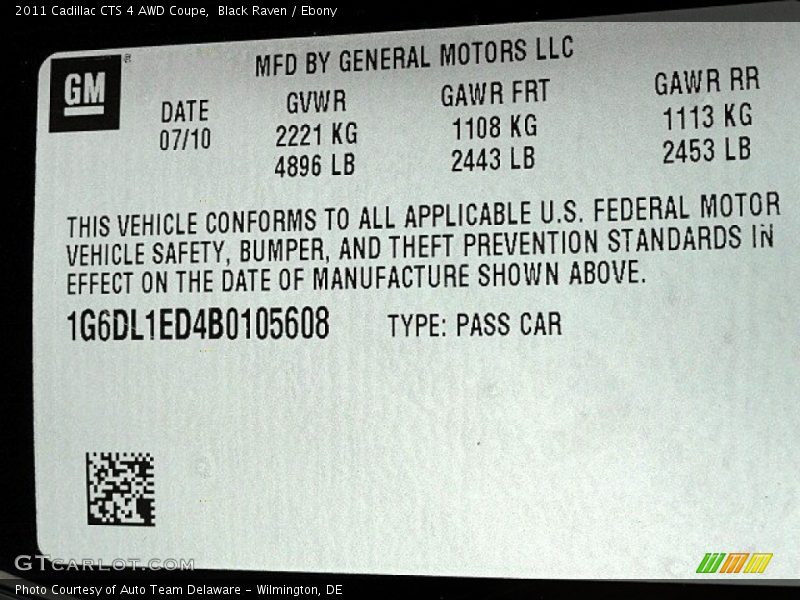 2011 Cadillac CTS 4 AWD Coupe,  Black Raven / Ebony
GM ®
MFD BY GENERAL MOTORS LLC
DATE GVWR GAWR FRT GAWR RR
07/10 2221 KG 1108 KG 1113 KG
4896 LB 2443 LB 2453 LB
THIS VEHICLE CONFORMS TO ALL APPLICABLE U.S. FEDERAL MOTOR
VEHICLE SAFETY, BUMPER, AND THEFT PREVENTION STANDARDS IN
EFFECT ON THE DATE OF MANUFACTURE SHOWN ABOVE.
1G6DL1ED4B0105608 TYPE: PASS CAR
GTCARLOT.COM
Photo Courtesy of Auto Team Delaware - Wilmington, DE